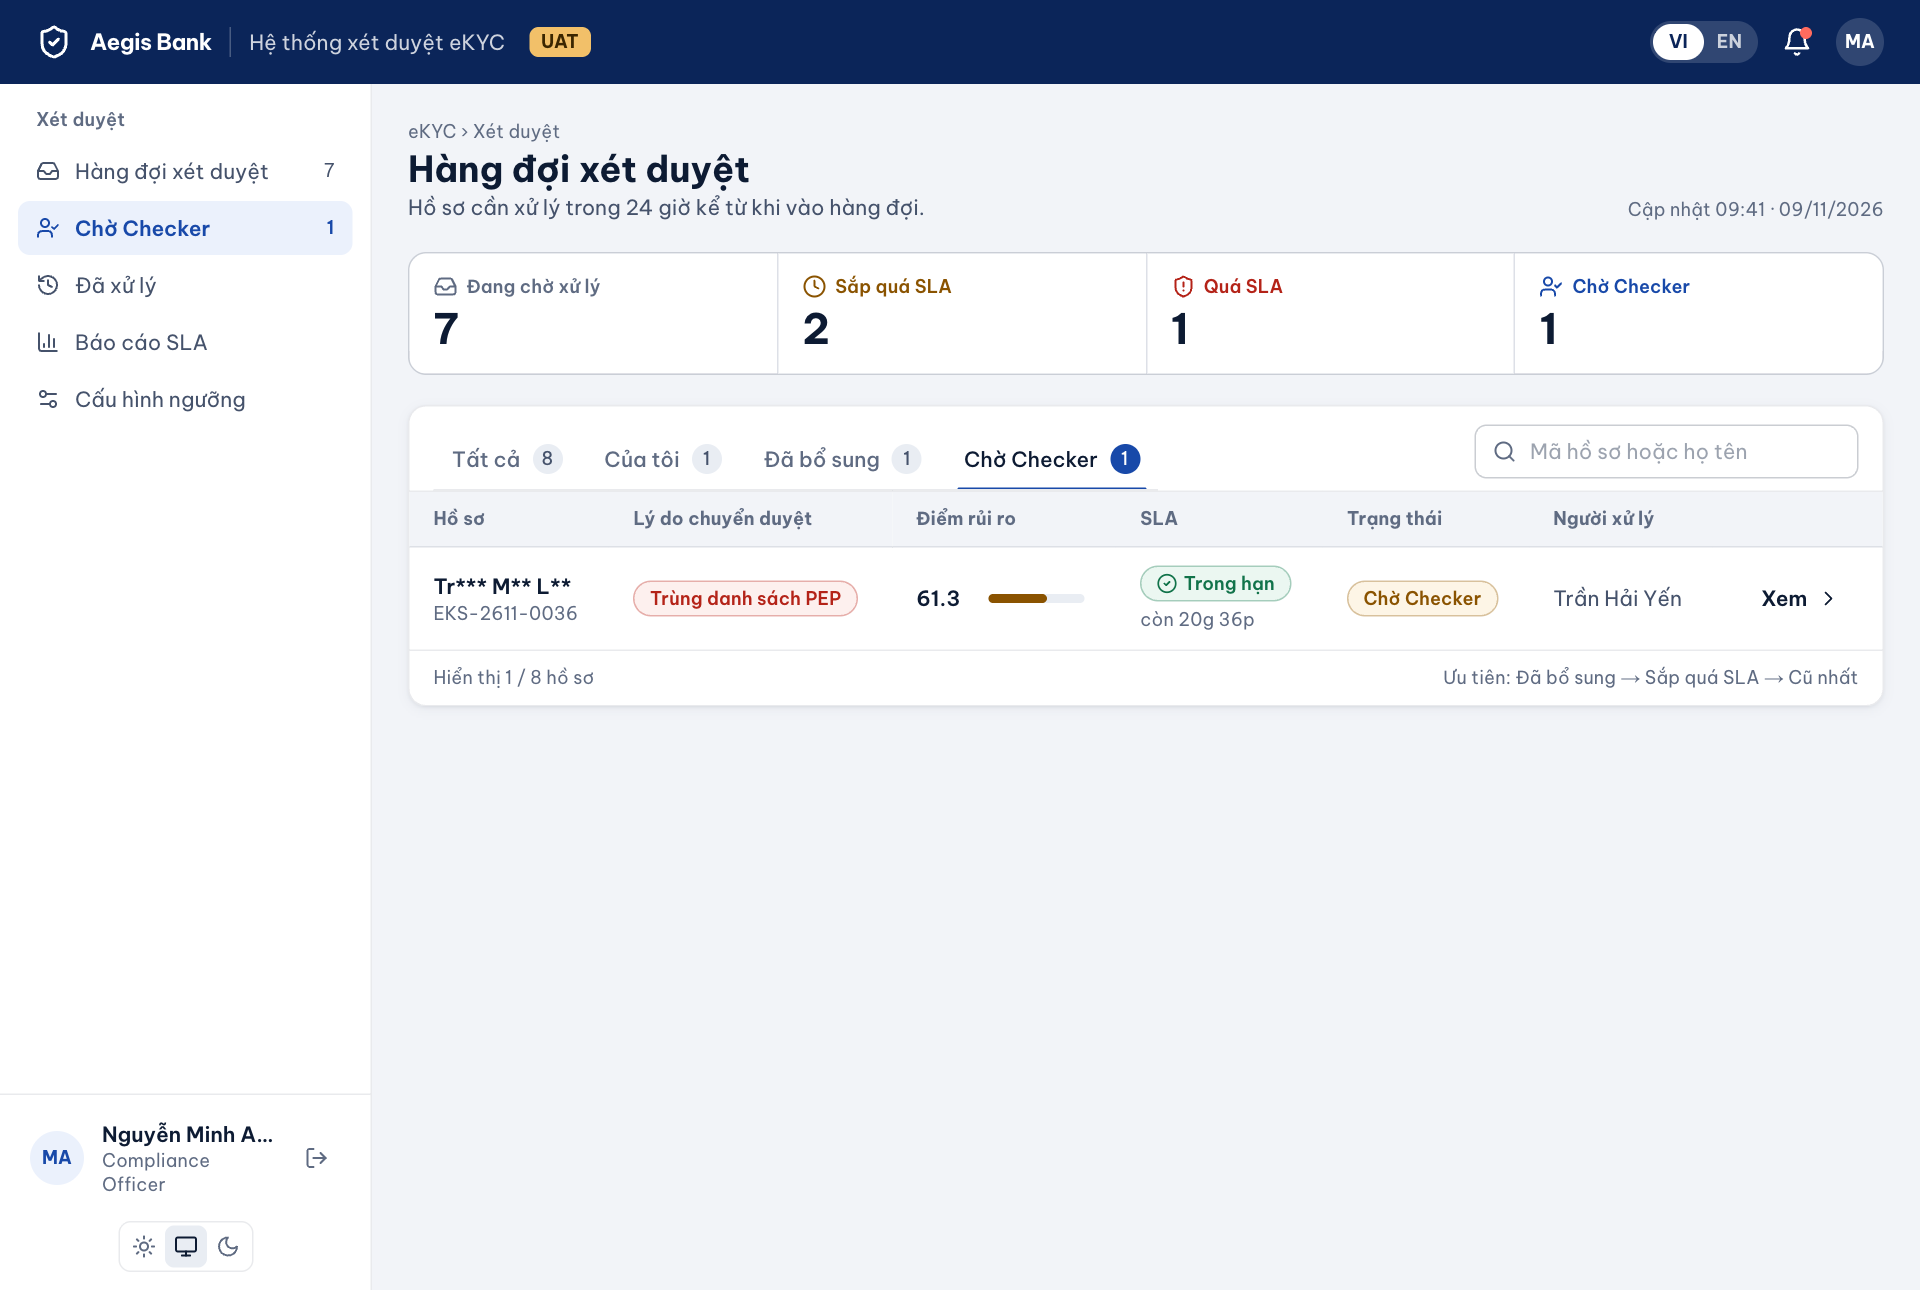 Aegis Bank
Hệ thống xét duyệt eKYC
UAT
VI
EN
MA
Xét duyệt
Hàng đợi xét duyệt 7
Chờ Checker 1
Đã xử lý
Báo cáo SLA
Cấu hình ngưỡng
MA
Nguyễn Minh A...
Compliance
Officer
eKYC › Xét duyệt
Hàng đợi xét duyệt
Hồ sơ cần xử lý trong 24 giờ kể từ khi vào hàng đợi.
Cập nhật 09:41 · 09/11/2026
Đang chờ xử lý
7
Sắp quá SLA
2
Quá SLA
1
Chờ Checker
1
Tất cả 8
Của tôi 1
Đã bổ sung 1
Chờ Checker 1
Mã hồ sơ hoặc họ tên
Hồ sơ
Lý do chuyển duyệt
Điểm rủi ro
SLA
Trạng thái
Người xử lý
Tr*** M** L**
EKS-2611-0036
Trùng danh sách PEP
61.3
Trong hạn
còn 20g 36p
Chờ Checker
Trần Hải Yến
Xem
Hiển thị 1 / 8 hồ sơ
Ưu tiên: Đã bổ sung → Sắp quá SLA → Cũ nhất